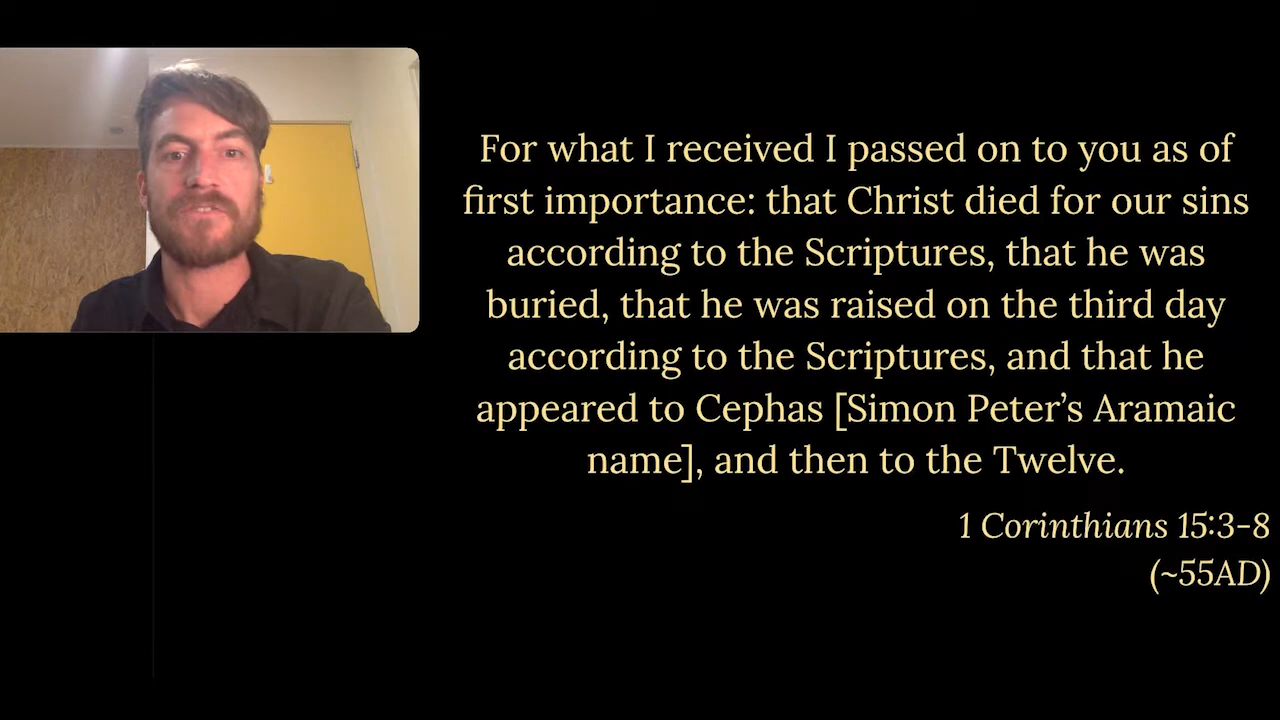 For what I received I passed on to you as of
first importance: that Christ died for our sins
according to the Scriptures, that he was
buried, that he was raised on the third day
according to the Scriptures, and that he
appeared to Cephas [Simon Peter’s Aramaic
name], and then to the Twelve.
1 Corinthians 15:3-8
(~55AD)